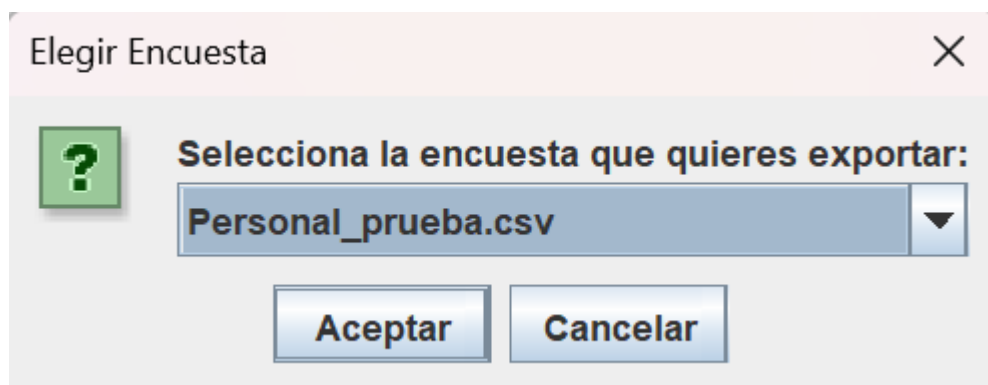 Elegir Encuesta
?
Selecciona la encuesta que quieres exportar:
Personal_prueba.csv
Aceptar Cancelar